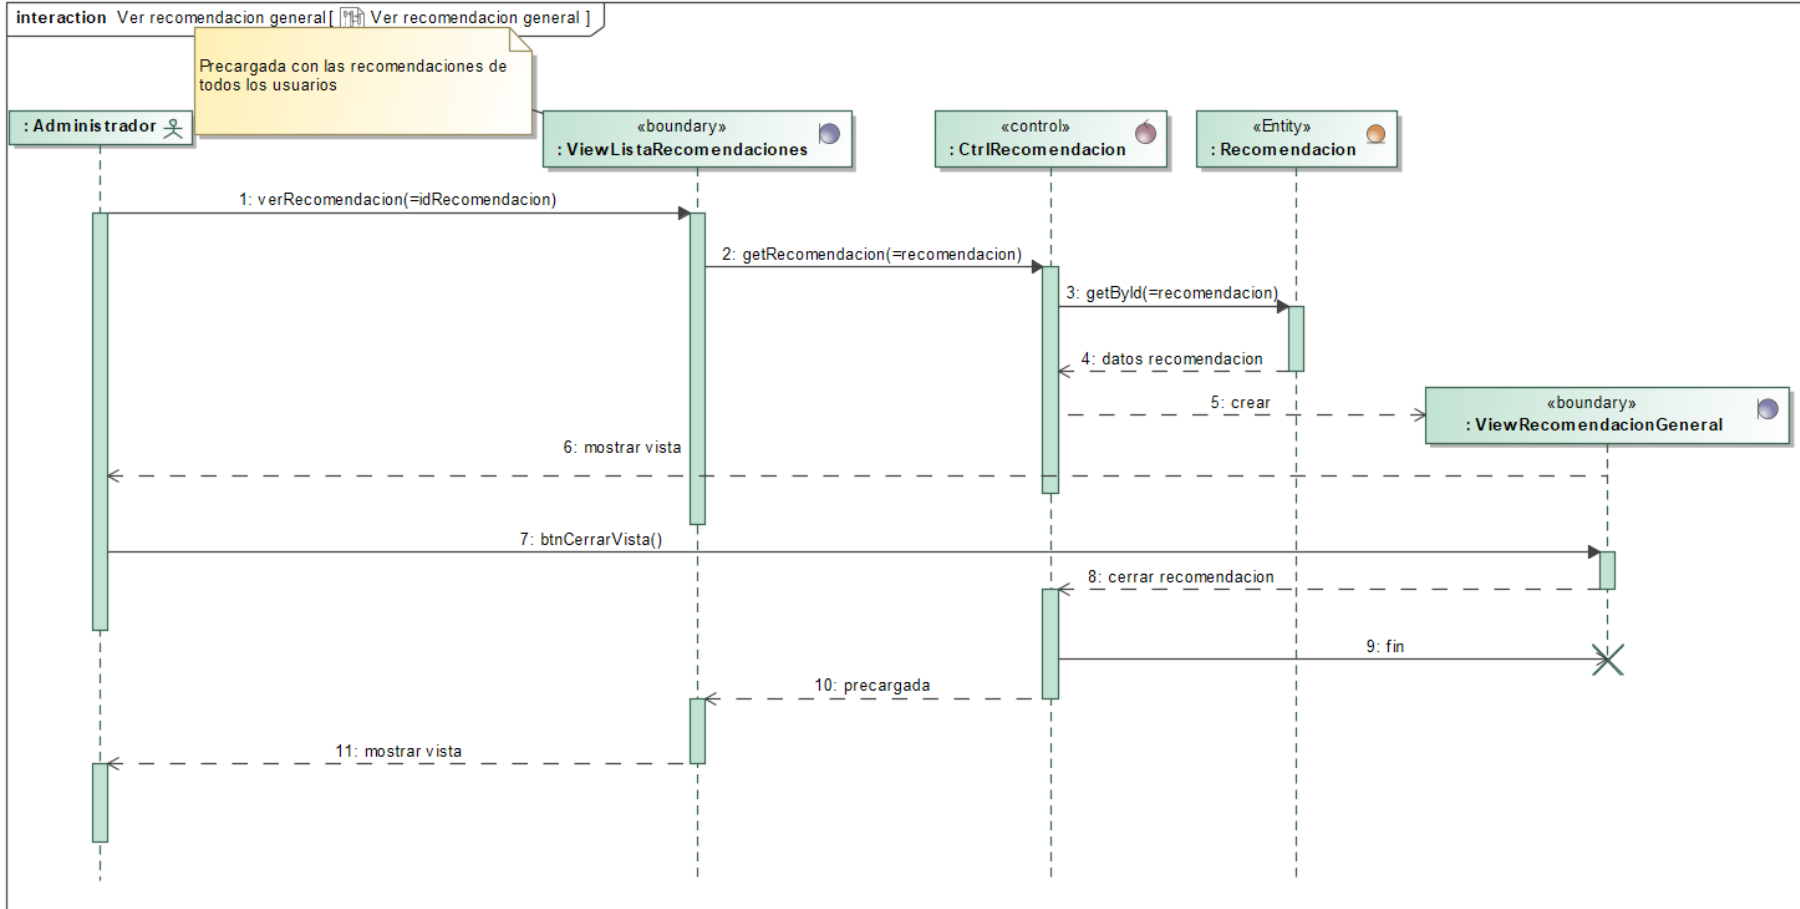 interaction Ver recomendacion general[ Ver recomendacion general ]
Precargada con las recomendaciones de
todos los usuarios
: Administrador
«boundary»
: ViewListaRecomendaciones
«control»
: CtrlRecomendacion
«Entity»
: Recomendacion
1: verRecomendacion(=idRecomendacion)
2: getRecomendacion(=recomendacion)
3: getById(=recomendacion)
4: datos recomendacion
5: crear
«boundary»
: ViewRecomendacionGeneral
6: mostrar vista
7: btnCerrarVista()
8: cerrar recomendacion
9: fin
10: precargada
11: mostrar vista